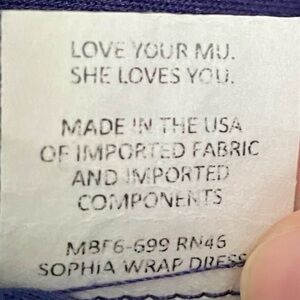 LOVE YOUR MU.
SHE LOVES YOU.
MADE IN THE USA
OF IMPORTED FABRIC
AND IMPORTED
COMPONENTS
MBF6-699 RN46
SOPHIA WRAP DRESS